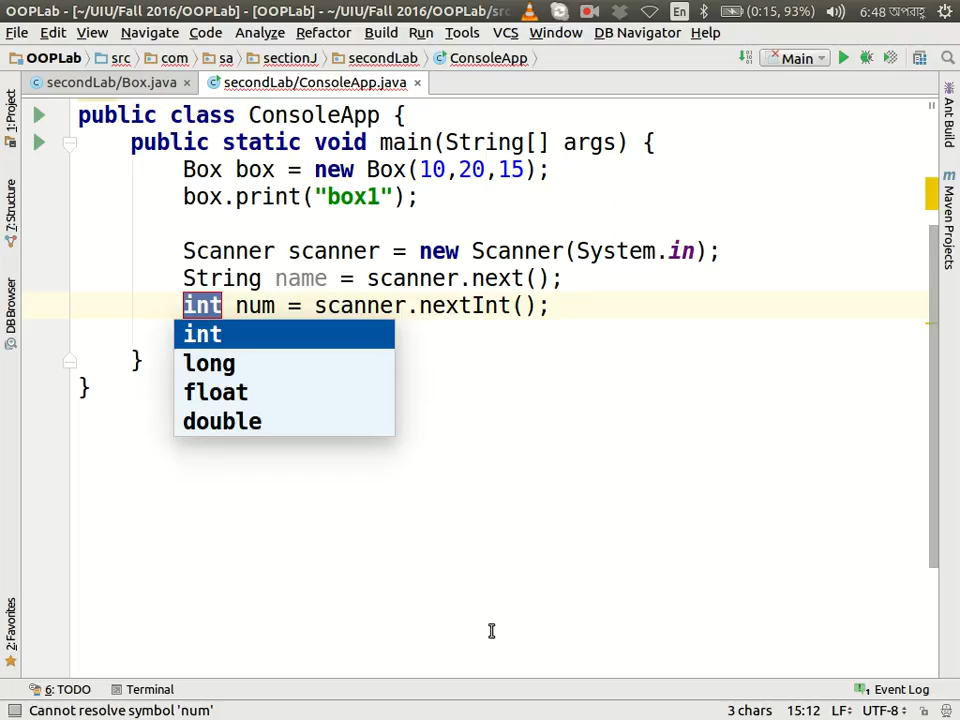 OOPLab - [~/UIU/Fall 2016/OOPLab] - [OOPLab] - ~/UIU/Fall 2016/OOPLab/src En (0:15, 93%) 6:48 অপরাহ্ণ
File Edit View Navigate Code Analyze Refactor Build Run Tools VCS Window DB Navigator Help
OOPLab src com sa sectionJ secondLab ConsoleApp Main
secondLab/Box.java × secondLab/ConsoleApp.java ×
1: Project
7: Structure
DB Browser
2: Favorites
public class ConsoleApp {
public static void main(String[] args) {
Box box = new Box(10,20,15);
box.print("box1");
Scanner scanner = new Scanner(System.in);
String name = scanner.next();
int num = scanner.nextInt();
int
long
float
double
}
}
Ant Build
Maven Projects
6: TODO Terminal 1 Event Log
Cannot resolve symbol 'num' 3 chars 15:12 LF UTF-8